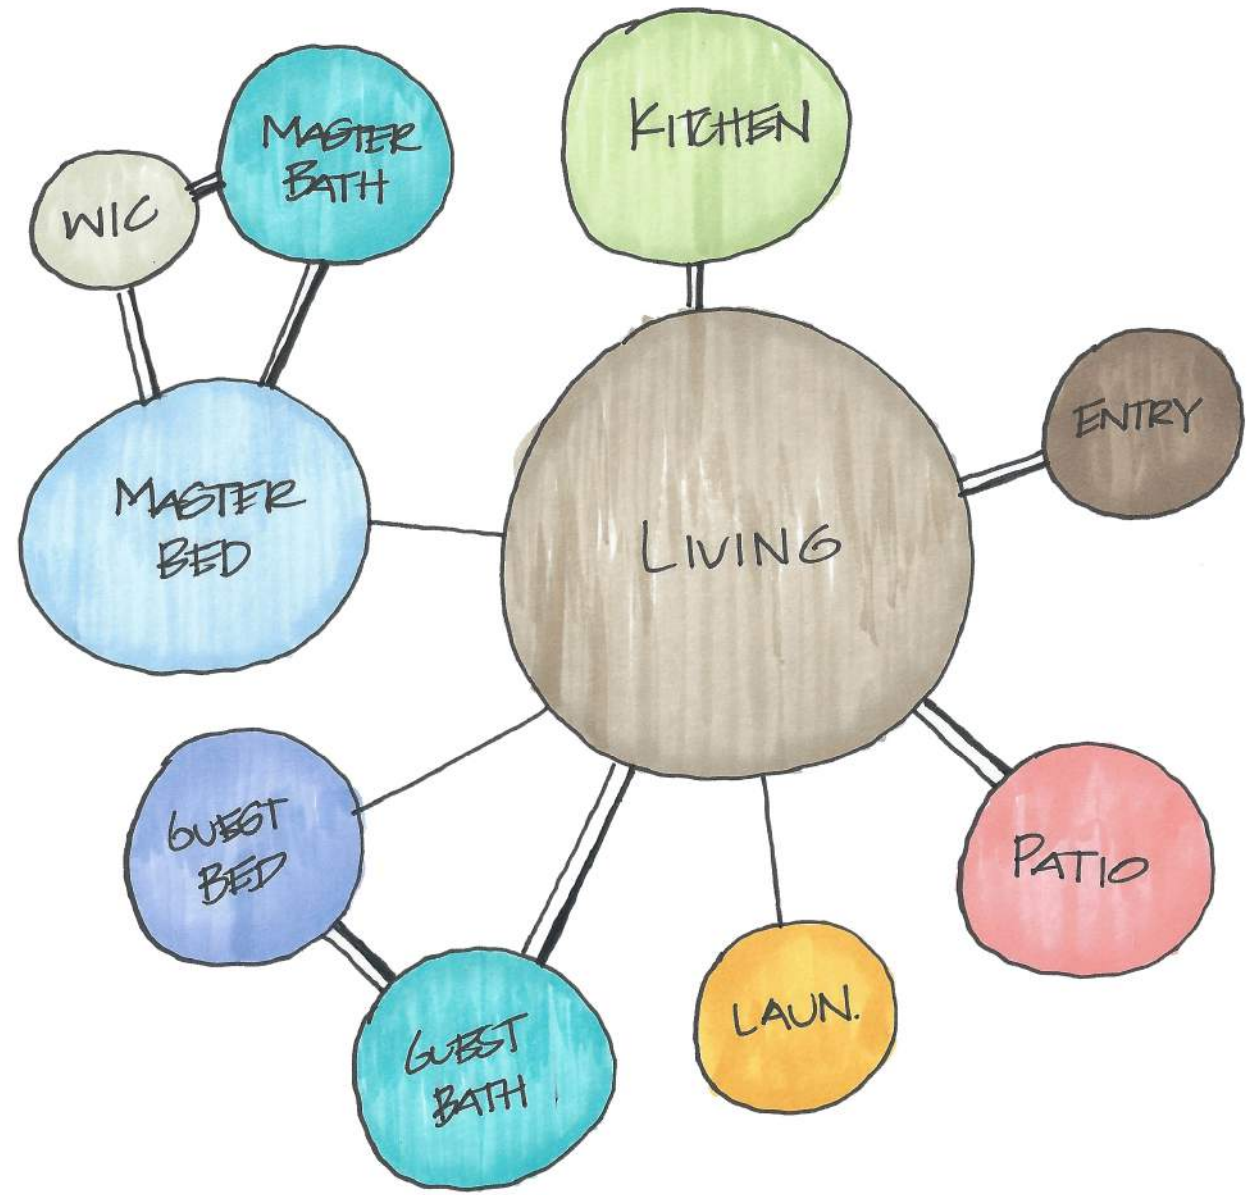 MASTER
BATH
KITCHEN
WIC
ENTRY
MASTER
BED
LIVING
GUEST
BED
PATIO
LAUN.
GUEST
BATH